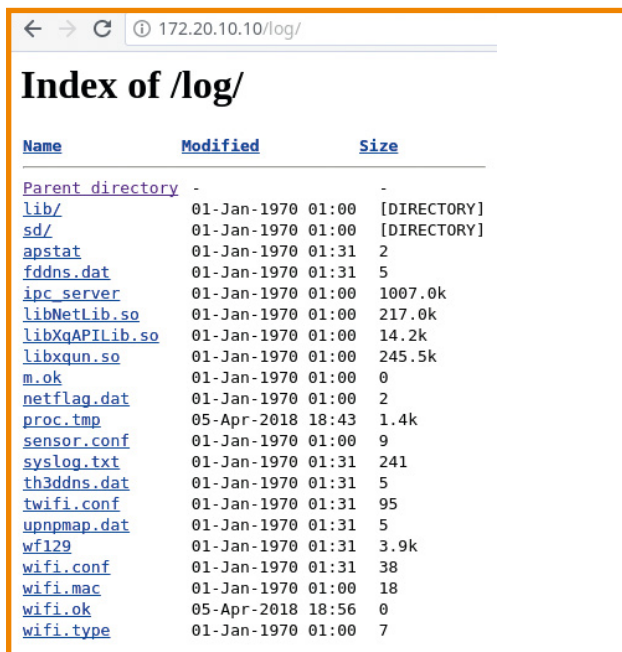 172.20.10.10/log/
Index of /log/
Name Modified Size
Parent directory - -
lib/ 01-Jan-1970 01:00 [DIRECTORY]
sd/ 01-Jan-1970 01:00 [DIRECTORY]
apstat 01-Jan-1970 01:31 2
fddns.dat 01-Jan-1970 01:31 5
ipc_server 01-Jan-1970 01:00 1007.0k
libNetLib.so 01-Jan-1970 01:00 217.0k
libXqAPILib.so 01-Jan-1970 01:00 14.2k
libxqun.so 01-Jan-1970 01:00 245.5k
m.ok 01-Jan-1970 01:00 0
netflag.dat 01-Jan-1970 01:00 2
proc.tmp 05-Apr-2018 18:43 1.4k
sensor.conf 01-Jan-1970 01:00 9
syslog.txt 01-Jan-1970 01:31 241
th3ddns.dat 01-Jan-1970 01:31 5
twifi.conf 01-Jan-1970 01:31 95
upnpmap.dat 01-Jan-1970 01:31 5
wf129 01-Jan-1970 01:31 3.9k
wifi.conf 01-Jan-1970 01:31 38
wifi.mac 01-Jan-1970 01:00 18
wifi.ok 05-Apr-2018 18:56 0
wifi.type 01-Jan-1970 01:00 7